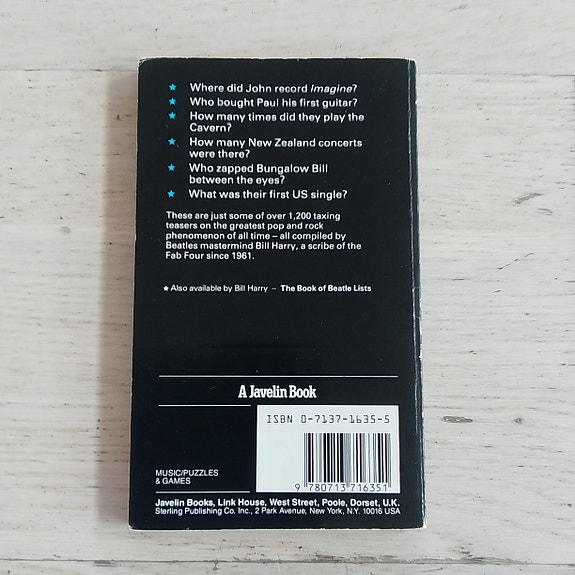 ★ Where did John record Imagine?
★ Who bought Paul his first guitar?
★ How many times did they play the
Cavern?
★ How many New Zealand concerts
were there?
★ Who zapped Bungalow Bill
between the eyes?
★ What was their first US single?
These are just some of over 1,200 taxing
teasers on the greatest pop and rock
phenomenon of all time – all compiled by
Beatles mastermind Bill Harry, a scribe of the
Fab Four since 1961.
★ Also available by Bill Harry – The Book of Beatle Lists
A Javelin Book
ISBN 0-7137-1635-5
9 780713 716351
MUSIC/PUZZLES
& GAMES
Javelin Books, Link House, West Street, Poole, Dorset, U.K.
Sterling Publishing Co. Inc., 2 Park Avenue, New York, N.Y. 10016 USA